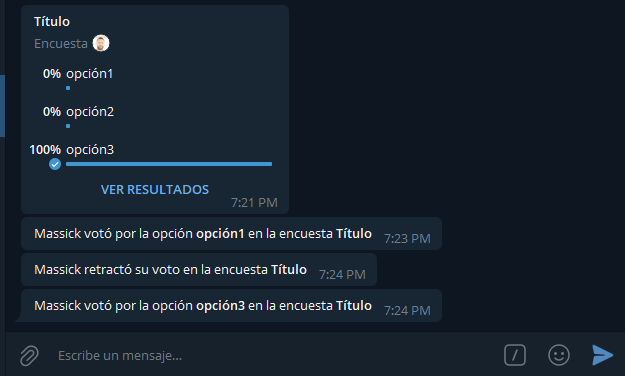 Título
Encuesta
0% opción1
0% opción2
100% opción3
VER RESULTADOS
7:21 PM
Massick votó por la opción opción1 en la encuesta Título 7:23 PM
Massick retractó su voto en la encuesta Título 7:24 PM
Massick votó por la opción opción3 en la encuesta Título 7:24 PM
Escribe un mensaje...